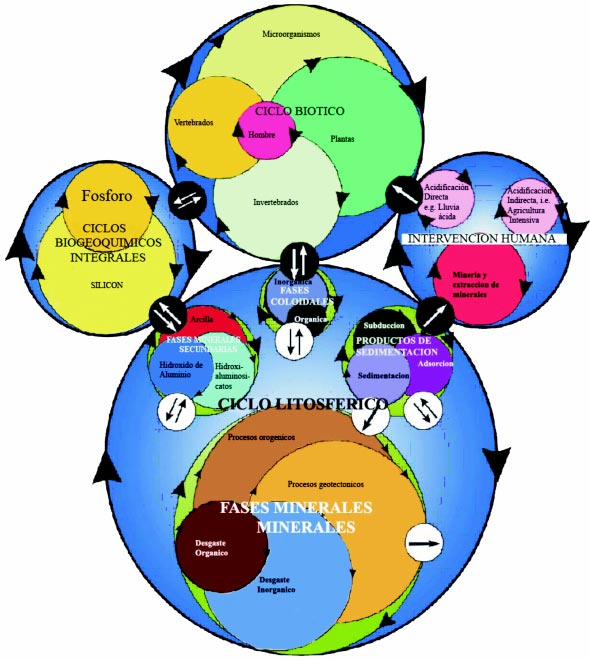 Microorganismos
CICLO BIOTICO
Vertebrados
Hombre
Plantas
Invertebrados
Fosforo
CICLOS
BIOGEOQUIMICOS
INTEGRALES
SILICON
Acidificación
Directa
e.g. Lluvia
ácida
Acidificación
Indirecta, i.e.
Agricultura
Intensiva
INTERVENCION HUMANA
Mineria y
extraccion de
minerales
Inorganica
FASES
COLOIDALES
Organica
Arcilla
FASES MINERALES
SECUNDARIAS
Hidroxido de
Aluminio
Hidroxi-
aluminosi-
catos
Subduccion
PRODUCTOS DE
SEDIMENTACION
Adsorcion
Sedimentacion
CICLO LITOSFERICO
Procesos orogenicos
Procesos geotectonicos
FASES MINERALES
MINERALES
Desgaste
Organico
Desgaste
Inorganico